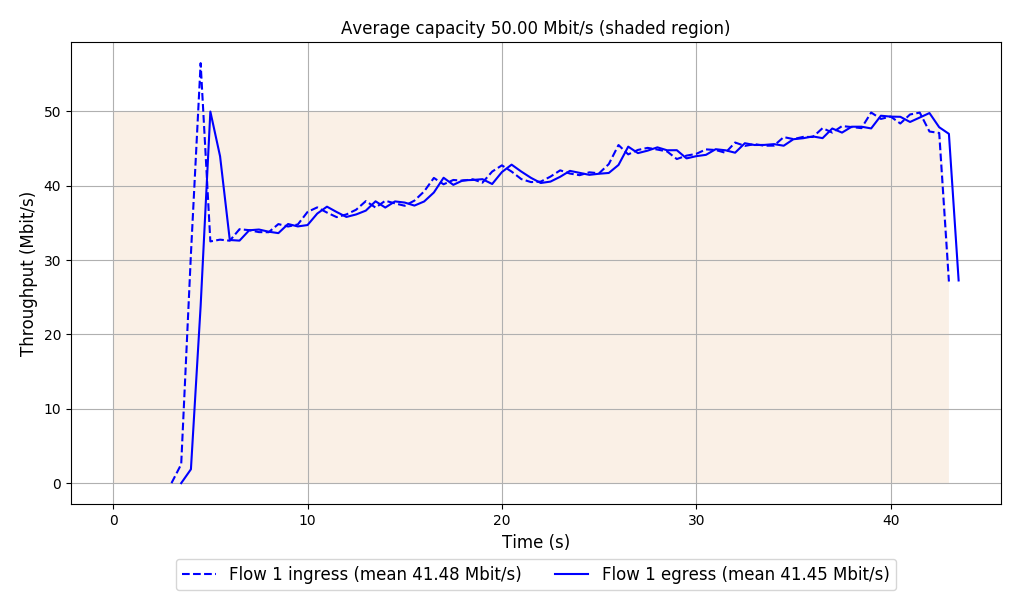 Average capacity 50.00 Mbit/s (shaded region)
Throughput (Mbit/s)
50
40
30
20
10
0
0 10 20 30 40
Time (s)
Flow 1 ingress (mean 41.48 Mbit/s) Flow 1 egress (mean 41.45 Mbit/s)